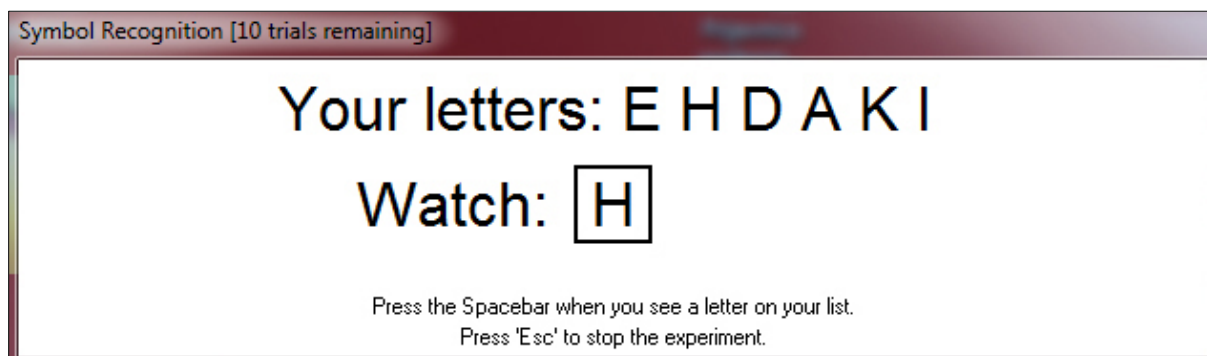 Symbol Recognition [10 trials remaining]
Your letters: E H D A K I
Watch: H
Press the Spacebar when you see a letter on your list.
Press 'Esc' to stop the experiment.